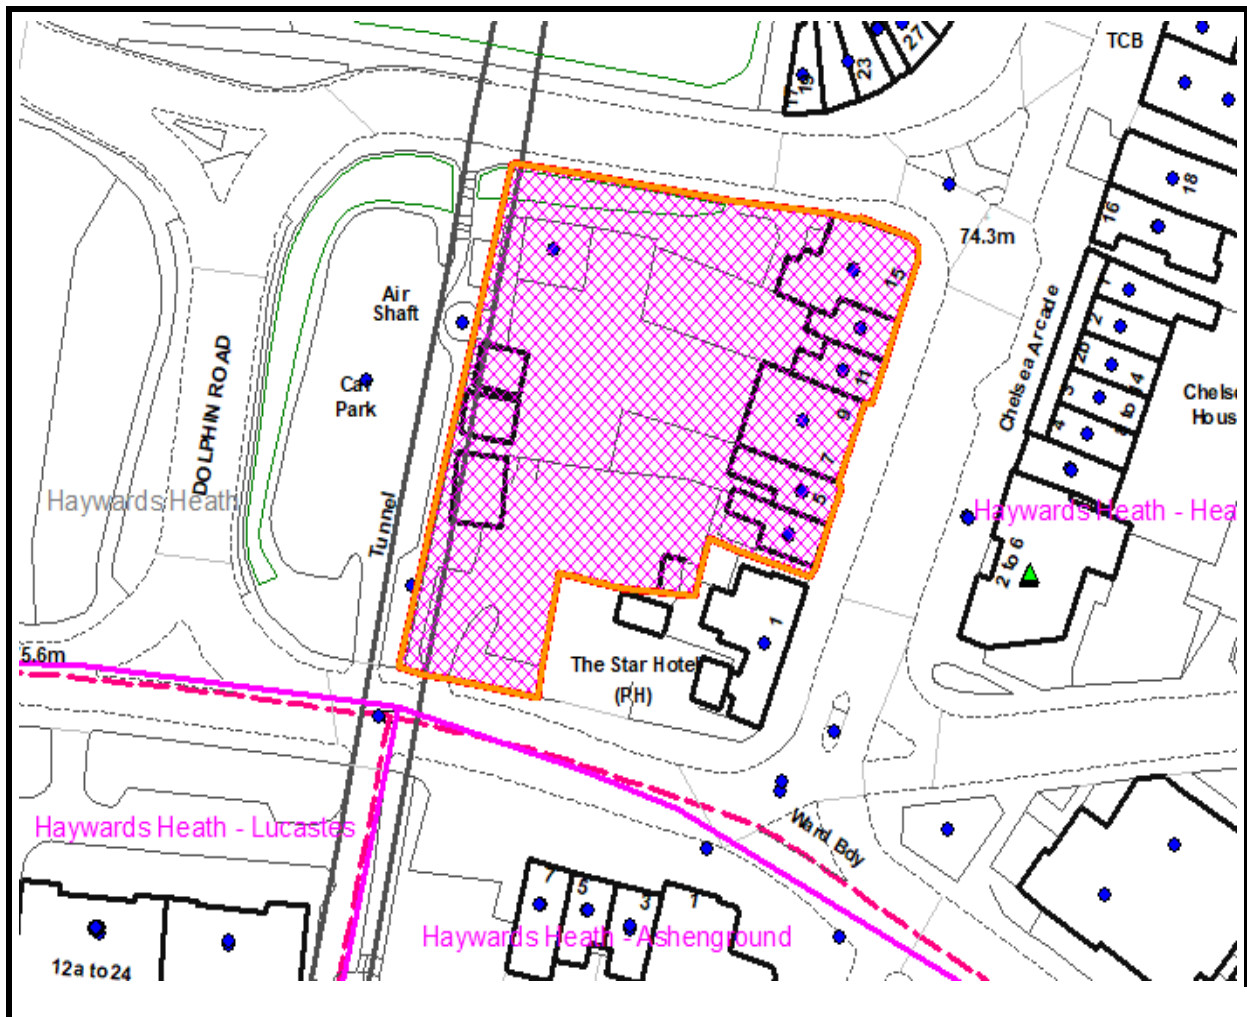 TCB
27
23
19
17
18
16
74.3m
15
Air
Shaft
1
2
2b
3
4
Chelsea Arcade
11
Car
Park
DOLPHIN ROAD
Chelse
Hous
9
7
5
Haywards Heath
Haywards Heath - Hea
Tunnel
2 to 6
1
5.6m
The Star Hotel
(PH)
Haywards Heath - Lucastes
Ward Bdy
7
5
3
1
Haywards Heath - Ashenground
12a to 24